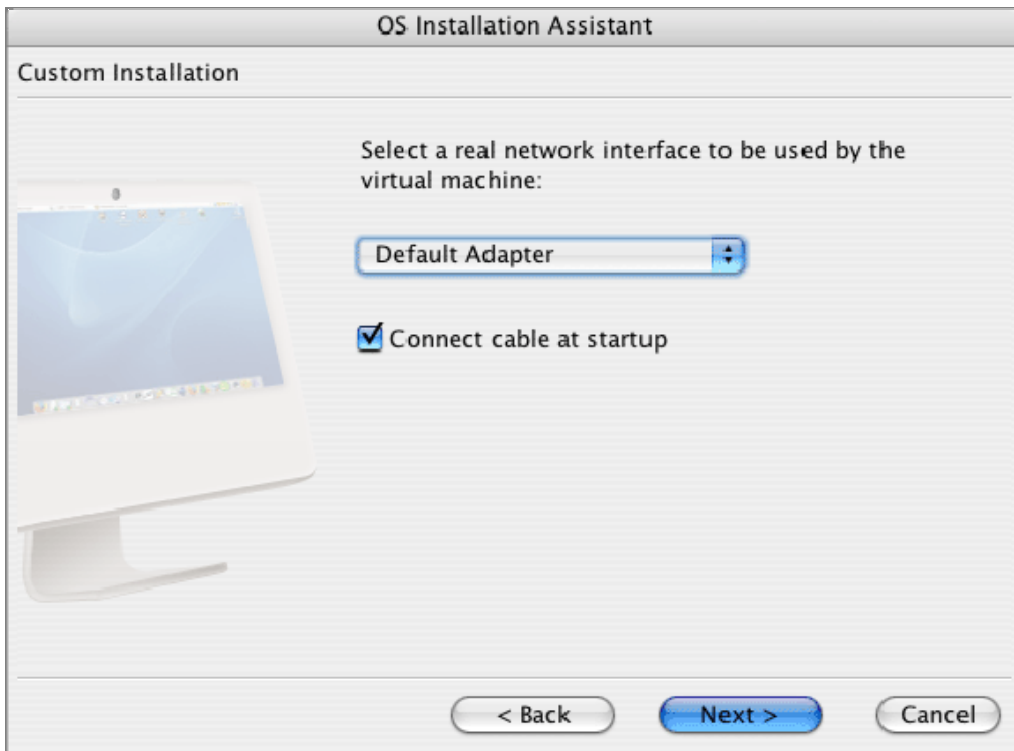 OS Installation Assistant
Custom Installation
Select a real network interface to be used by the
virtual machine:
Default Adapter
Connect cable at startup
< Back
Next >
Cancel